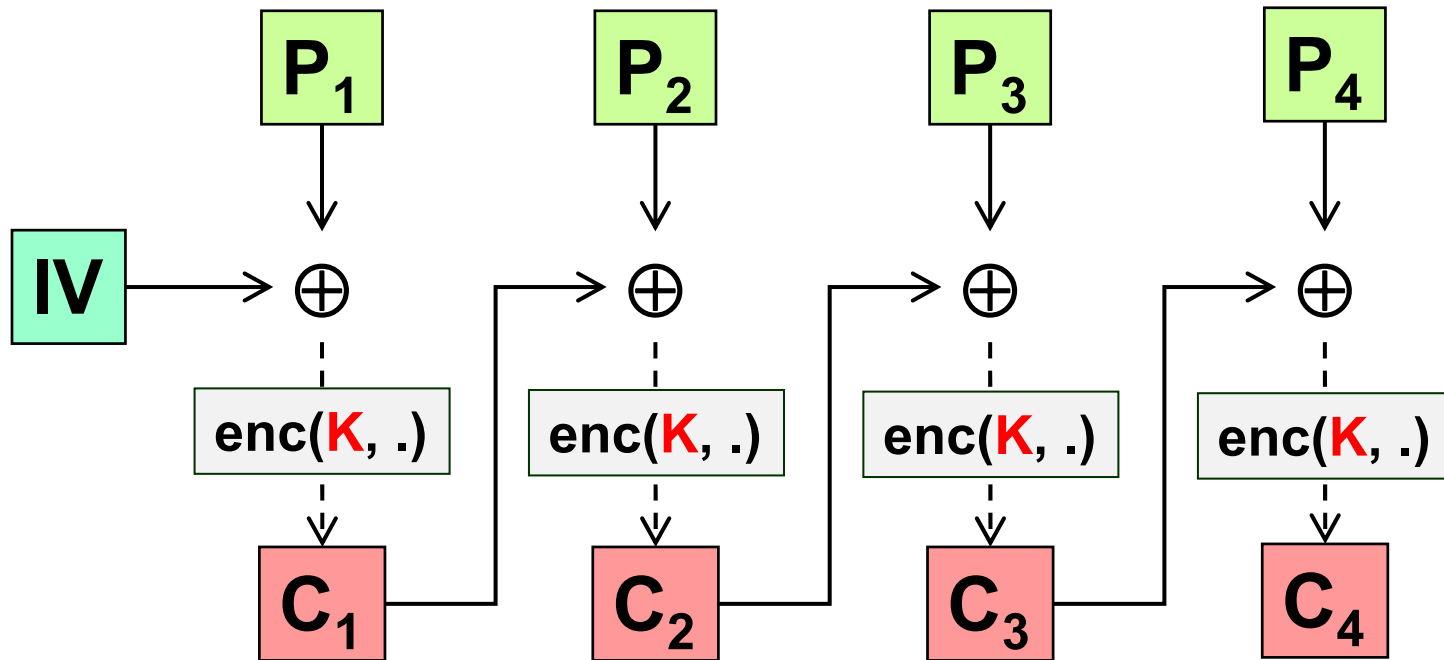 P₁ P₂ P₃ P₄
IV
enc(K, .) enc(K, .) enc(K, .) enc(K, .)
C₁ C₂ C₃ C₄